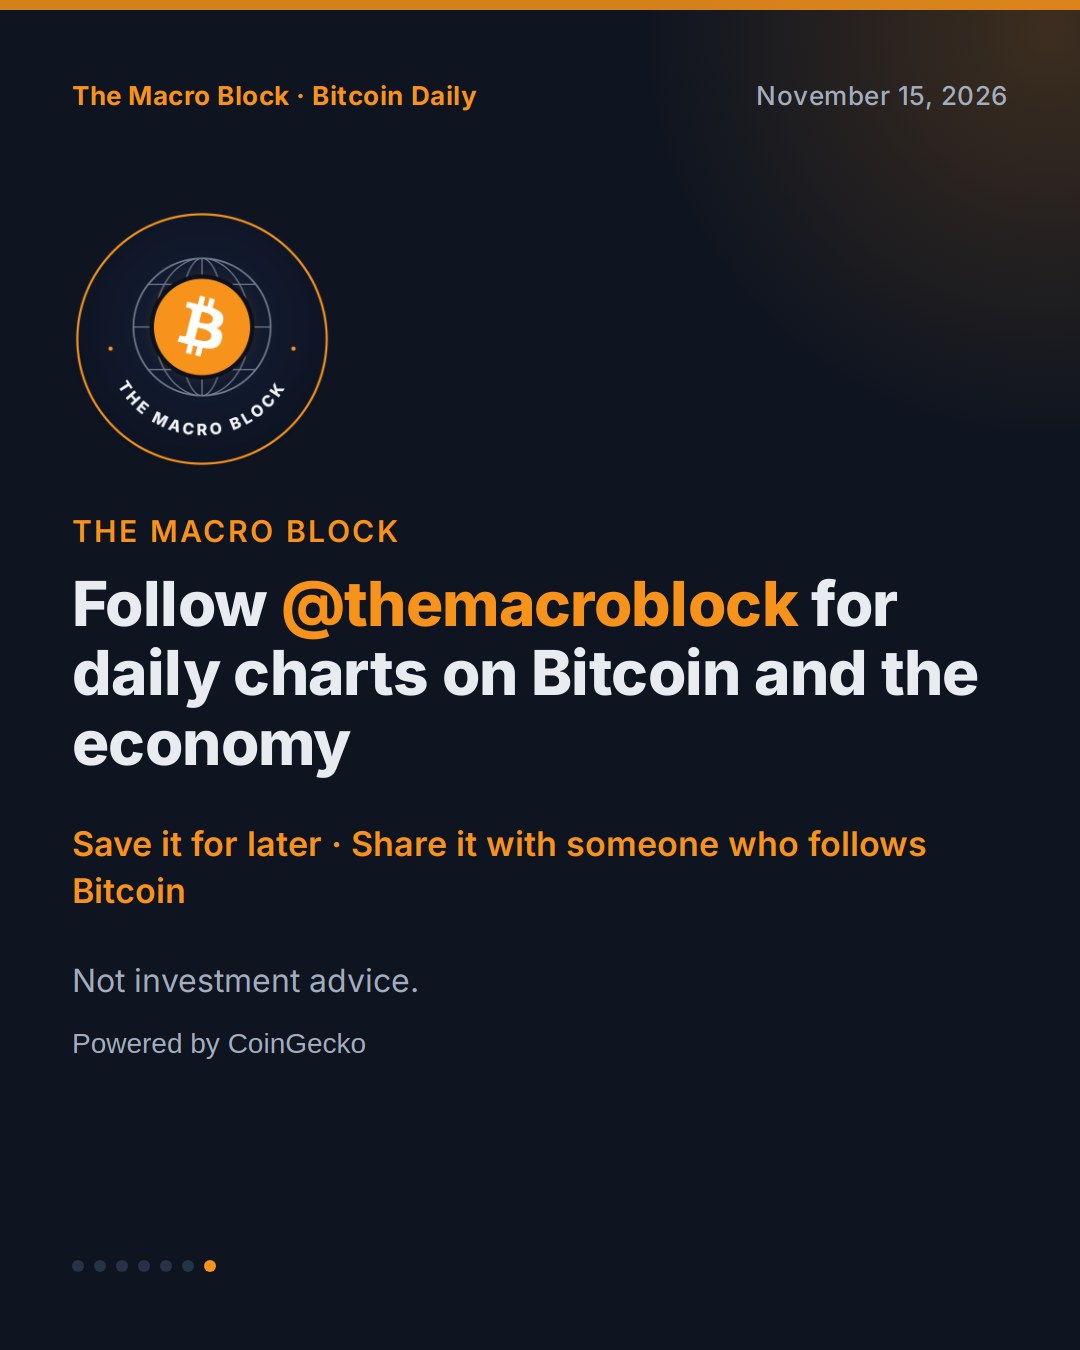 The Macro Block · Bitcoin Daily
November 15, 2026
THE MACRO BLOCK
THE MACRO BLOCK
Follow @themacroblock for
daily charts on Bitcoin and the
economy
Save it for later · Share it with someone who follows
Bitcoin
Not investment advice.
Powered by CoinGecko